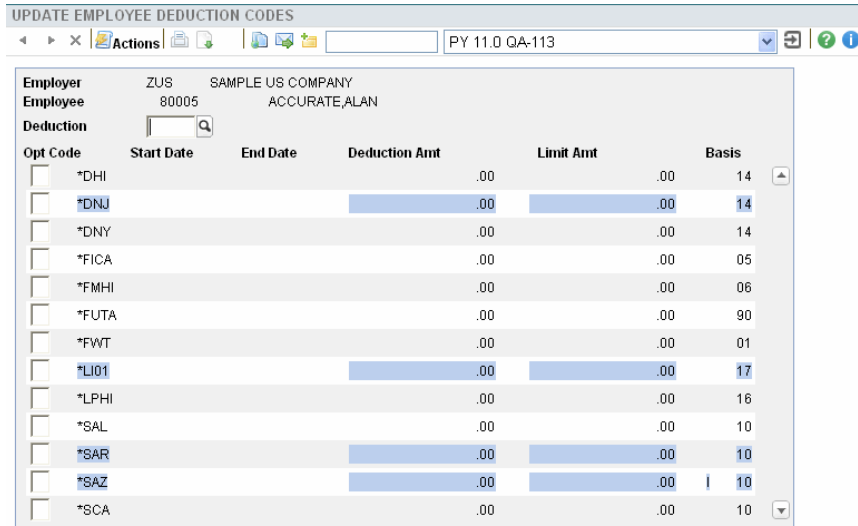 UPDATE EMPLOYEE DEDUCTION CODES
Actions PY 11.0 QA-113
Employer ZUS SAMPLE US COMPANY
Employee 80005 ACCURATE,ALAN
Deduction
Opt Code Start Date End Date Deduction Amt Limit Amt Basis
*DHI .00 .00 14
*DNJ .00 .00 14
*DNY .00 .00 14
*FICA .00 .00 05
*FMHI .00 .00 06
*FUTA .00 .00 90
*FWT .00 .00 01
*LI01 .00 .00 17
*LPHI .00 .00 16
*SAL .00 .00 10
*SAR .00 .00 10
*SAZ .00 .00 I 10
*SCA .00 .00 10